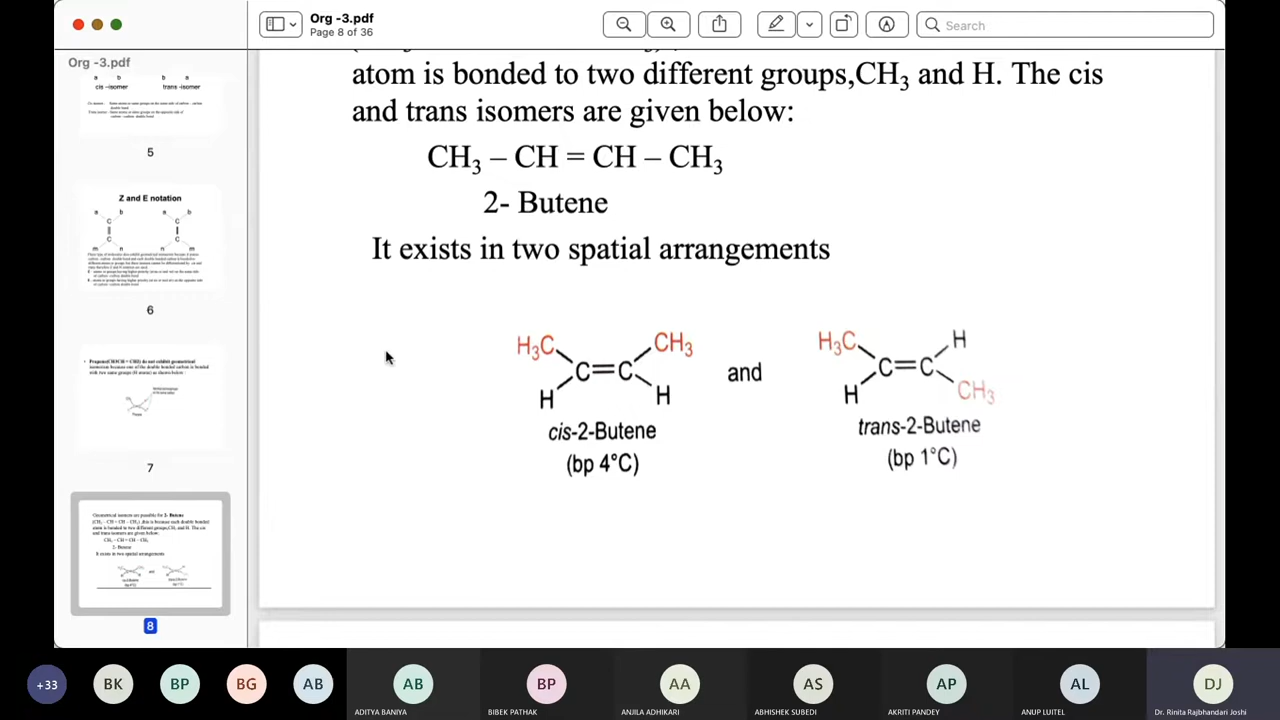 Org -3.pdf
Page 8 of 36
Search
Org -3.pdf
a b b a
cis -isomer trans -isomer
5
Z and E notation
a b a b
C C
C C
m n n m
6
7
8
atom is bonded to two different groups,CH₃ and H. The cis
and trans isomers are given below:
CH₃ – CH = CH – CH₃
2- Butene
It exists in two spatial arrangements
H₃C CH₃
C=C
H H
cis-2-Butene
(bp 4°C)
and
H₃C H
C=C
H CH₃
trans-2-Butene
(bp 1°C)
+33 BK BP BG AB AB BP AA AS AP AL DJ
ADITYA BANIYA BIBEK PATHAK ANJILA ADHIKARI ABHISHEK SUBEDI AKRITI PANDEY ANUP LUITEL Dr. Rinita Rajbhandari Joshi